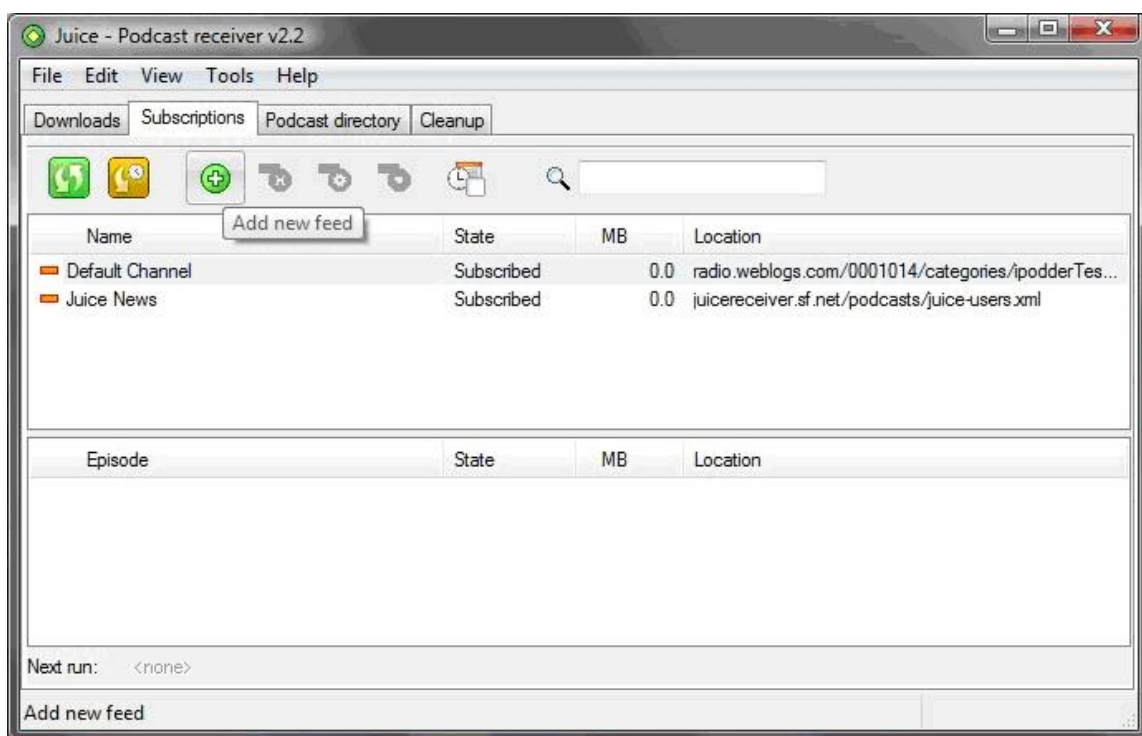 Juice - Podcast receiver v2.2
File Edit View Tools Help
Downloads Subscriptions Podcast directory Cleanup
Add new feed
Name State MB Location
Default Channel Subscribed 0.0 radio.weblogs.com/0001014/categories/ipodderTes...
Juice News Subscribed 0.0 juicereceiver.sf.net/podcasts/juice-users.xml
Episode State MB Location
Next run: <none>
Add new feed